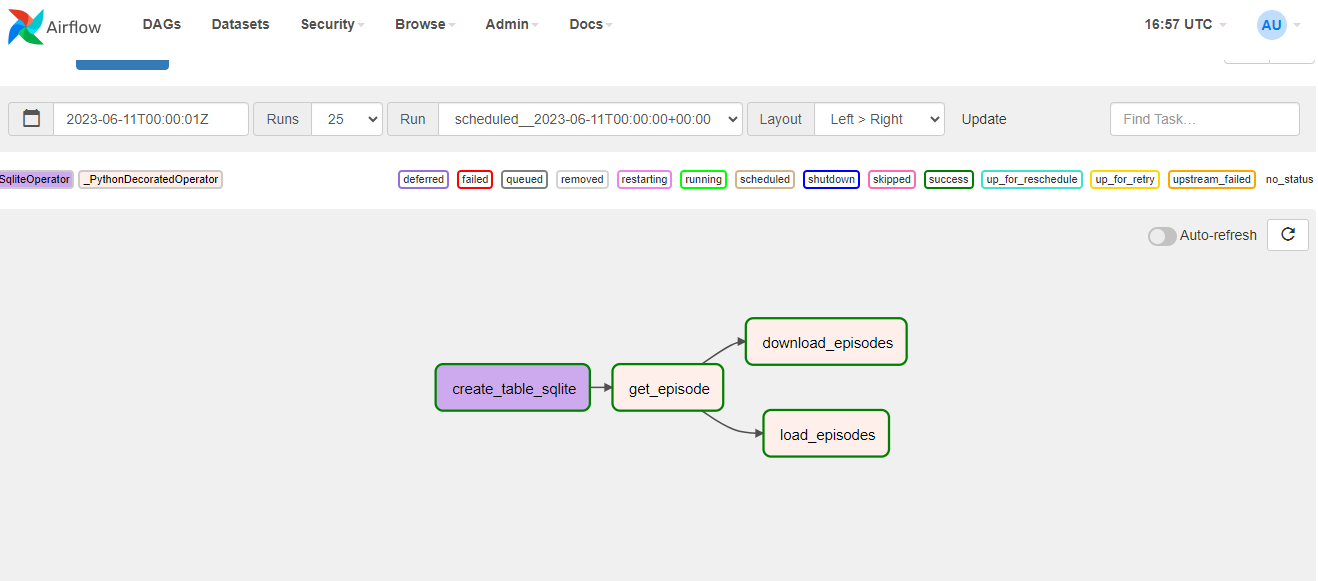 Airflow DAGs Datasets Security Browse Admin Docs 16:57 UTC AU
2023-06-11T00:00:01Z Runs 25 Run scheduled__2023-06-11T00:00:00+00:00 Layout Left > Right Update Find Task...
SqliteOperator _PythonDecoratedOperator deferred failed queued removed restarting running scheduled shutdown skipped success up_for_reschedule up_for_retry upstream_failed no_status
Auto-refresh
download_episodes
create_table_sqlite get_episode
load_episodes